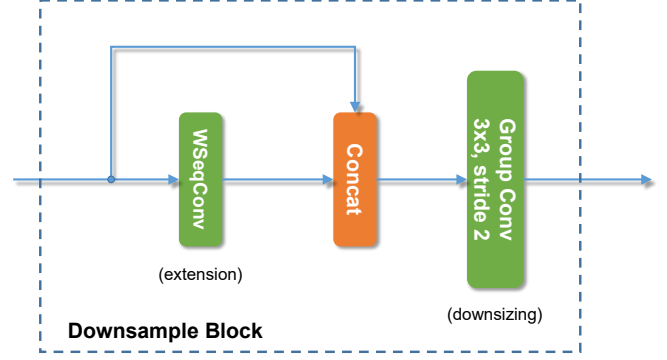 WSeqConv
Concat
Group Conv
3x3, stride 2
(extension)
(downsizing)
Downsample Block